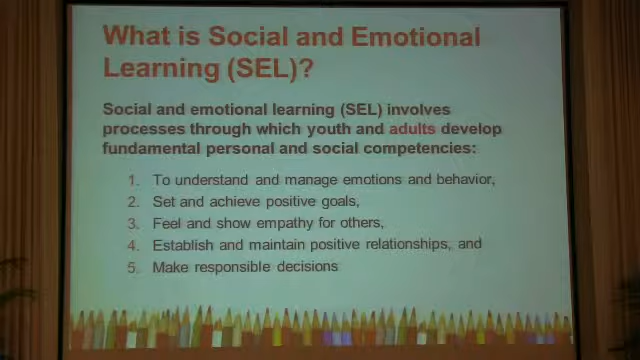 What is Social and Emotional
Learning (SEL)?
Social and emotional learning (SEL) involves
processes through which youth and adults develop
fundamental personal and social competencies:
1. To understand and manage emotions and behavior,
2. Set and achieve positive goals,
3. Feel and show empathy for others,
4. Establish and maintain positive relationships, and
5. Make responsible decisions